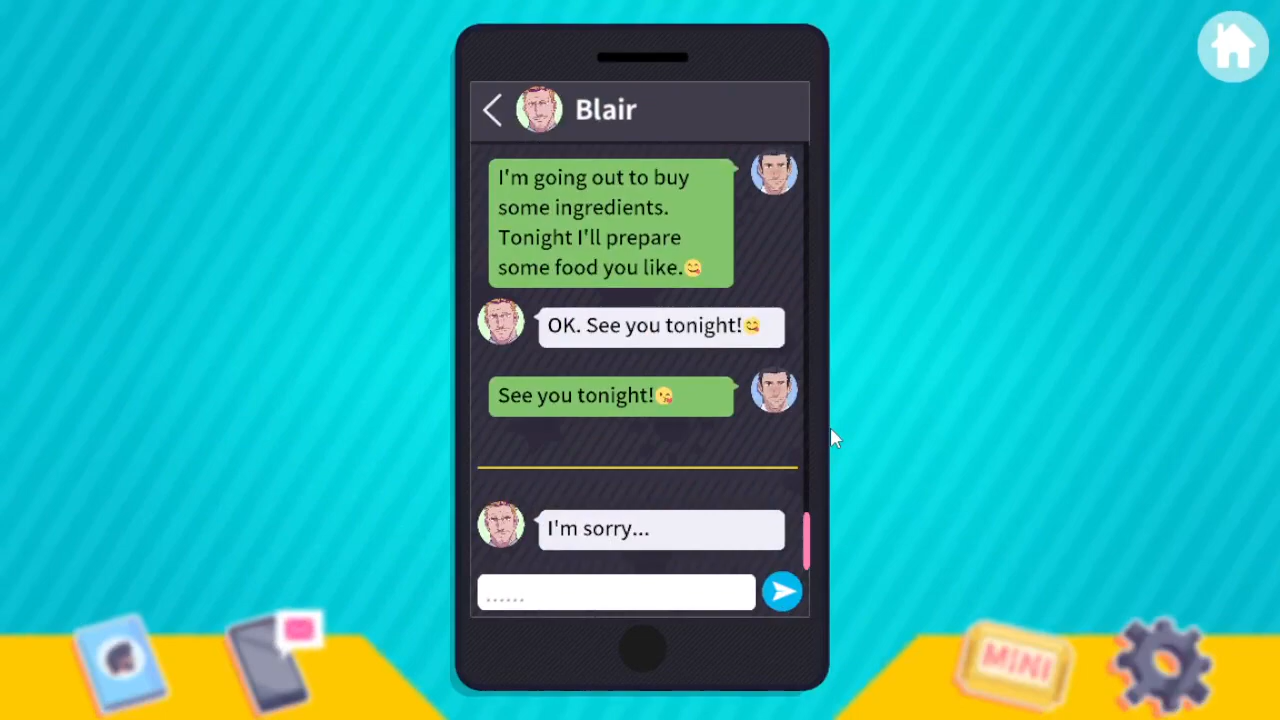 Blair
I'm going out to buy
some ingredients.
Tonight I'll prepare
some food you like.😋
OK. See you tonight!😋
See you tonight!😘
I'm sorry...
......
MINI